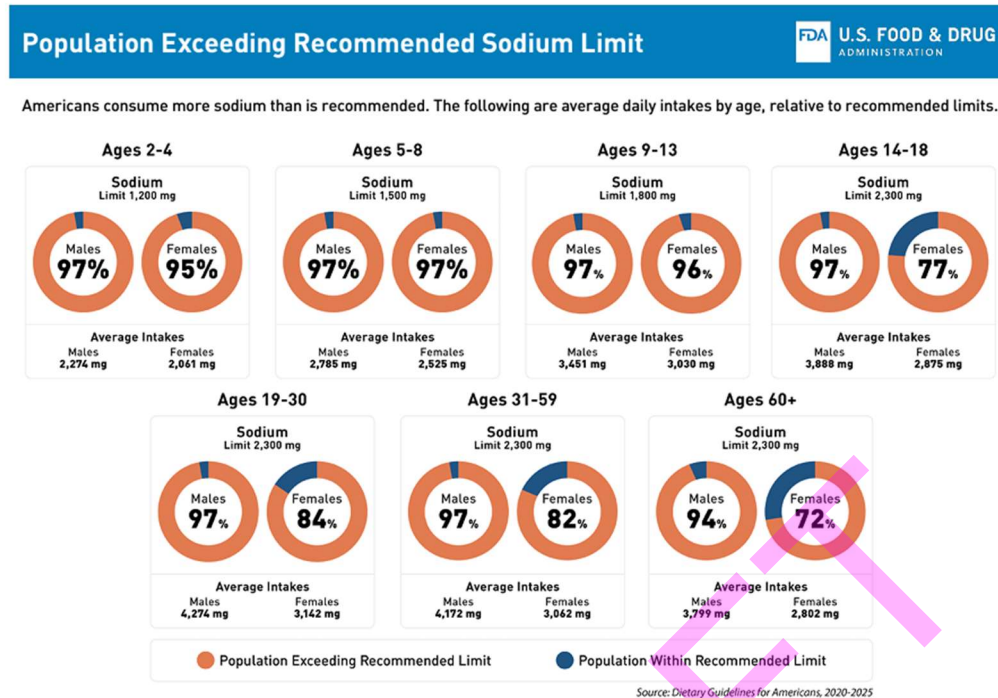 Population Exceeding Recommended Sodium Limit
FDA U.S. FOOD & DRUG
ADMINISTRATION
Americans consume more sodium than is recommended. The following are average daily intakes by age, relative to recommended limits.
Ages 2-4
Sodium
Limit 1,200 mg
Males
97%
Females
95%
Average Intakes
Males
2,274 mg
Females
2,061 mg
Ages 5-8
Sodium
Limit 1,500 mg
Males
97%
Females
97%
Average Intakes
Males
2,785 mg
Females
2,525 mg
Ages 9-13
Sodium
Limit 1,800 mg
Males
97%
Females
96%
Average Intakes
Males
3,451 mg
Females
3,030 mg
Ages 14-18
Sodium
Limit 2,300 mg
Males
97%
Females
77%
Average Intakes
Males
3,888 mg
Females
2,875 mg
Ages 19-30
Sodium
Limit 2,300 mg
Males
97%
Females
84%
Average Intakes
Males
4,274 mg
Females
3,142 mg
Ages 31-59
Sodium
Limit 2,300 mg
Males
97%
Females
82%
Average Intakes
Males
4,172 mg
Females
3,062 mg
Ages 60+
Sodium
Limit 2,300 mg
Males
94%
Females
72%
Average Intakes
Males
3,799 mg
Females
2,802 mg
Population Exceeding Recommended Limit
Population Within Recommended Limit
Source: Dietary Guidelines for Americans, 2020-2025